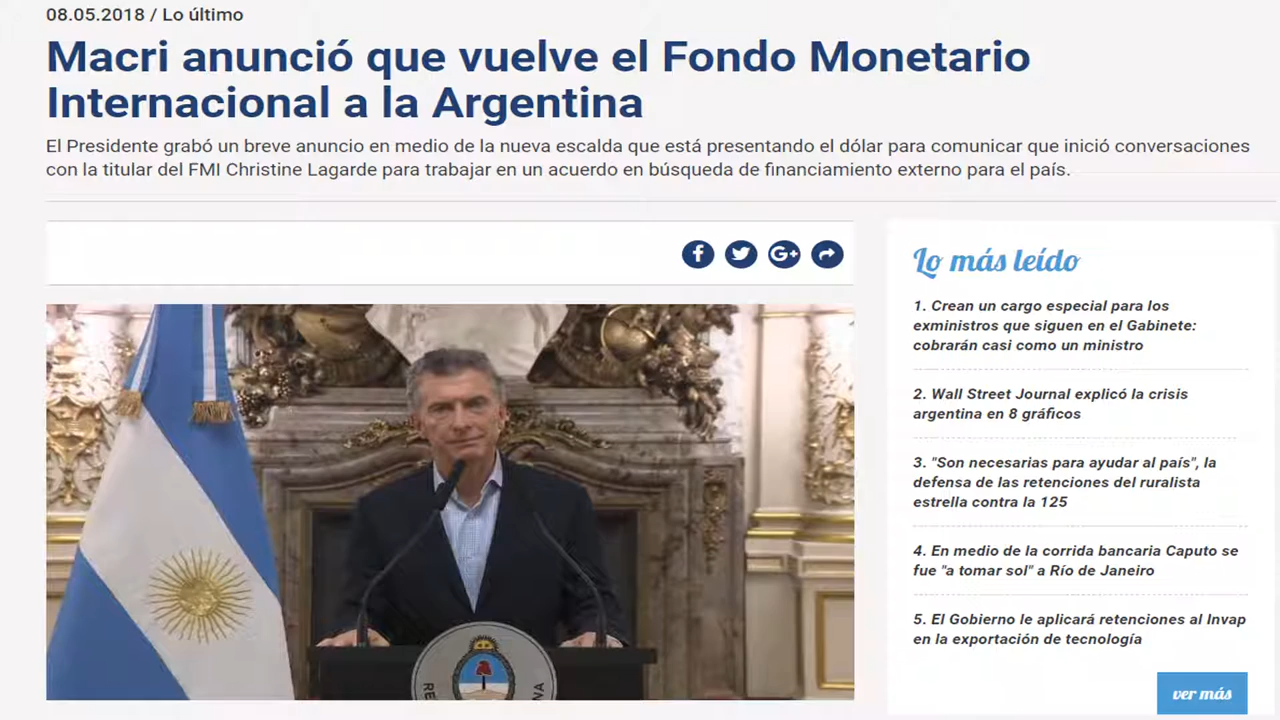 08.05.2018 / Lo último
Macri anunció que vuelve el Fondo Monetario
Internacional a la Argentina
El Presidente grabó un breve anuncio en medio de la nueva escalda que está presentando el dólar para comunicar que inició conversaciones
con la titular del FMI Christine Lagarde para trabajar en un acuerdo en búsqueda de financiamiento externo para el país.
Lo más leído
1. Crean un cargo especial para los
exministros que siguen en el Gabinete:
cobrarán casi como un ministro
2. Wall Street Journal explicó la crisis
argentina en 8 gráficos
3. "Son necesarias para ayudar al país", la
defensa de las retenciones del ruralista
estrella contra la 125
4. En medio de la corrida bancaria Caputo se
fue "a tomar sol" a Río de Janeiro
5. El Gobierno le aplicará retenciones al Invap
en la exportación de tecnología
ver más